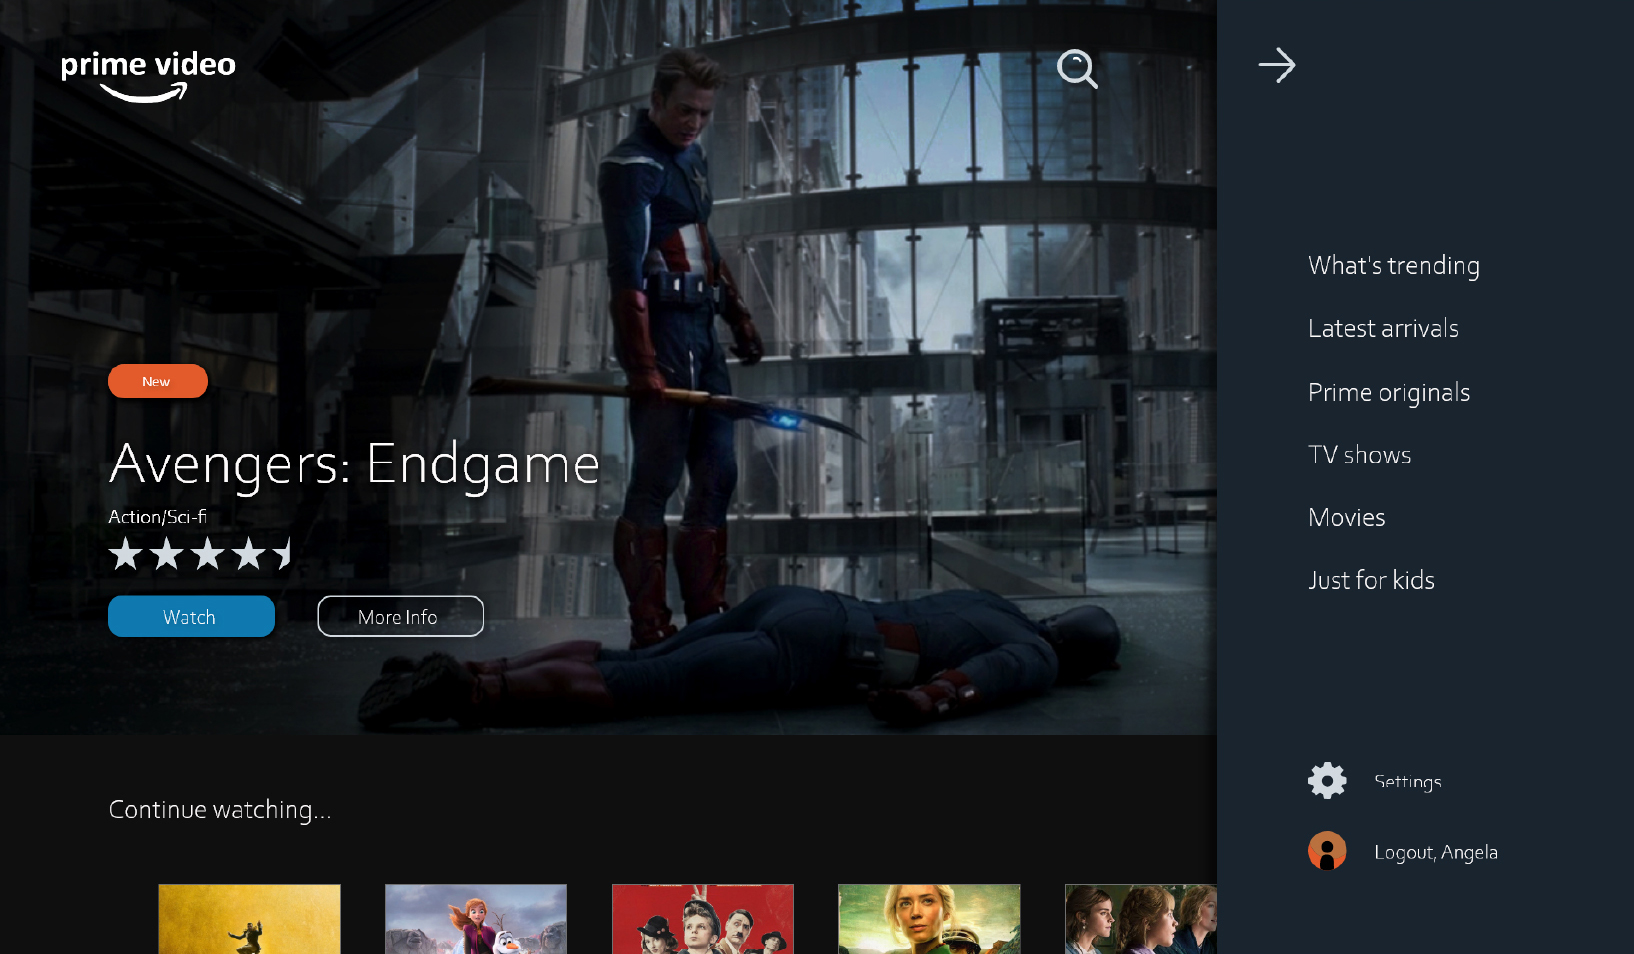 prime video
What's trending
Latest arrivals
Prime originals
TV shows
Movies
Just for kids
New
Avengers: Endgame
Action/Sci-fi
Watch
More Info
Settings
Logout, Angela
Continue watching...